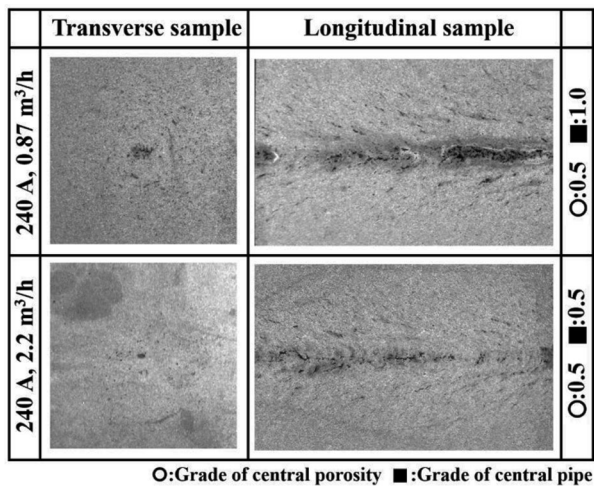 Transverse sample Longitudinal sample
240 A, 0.87 m³/h
○:0.5 ■:1.0
240 A, 2.2 m³/h
○:0.5 ■:0.5
○:Grade of central porosity ■:Grade of central pipe